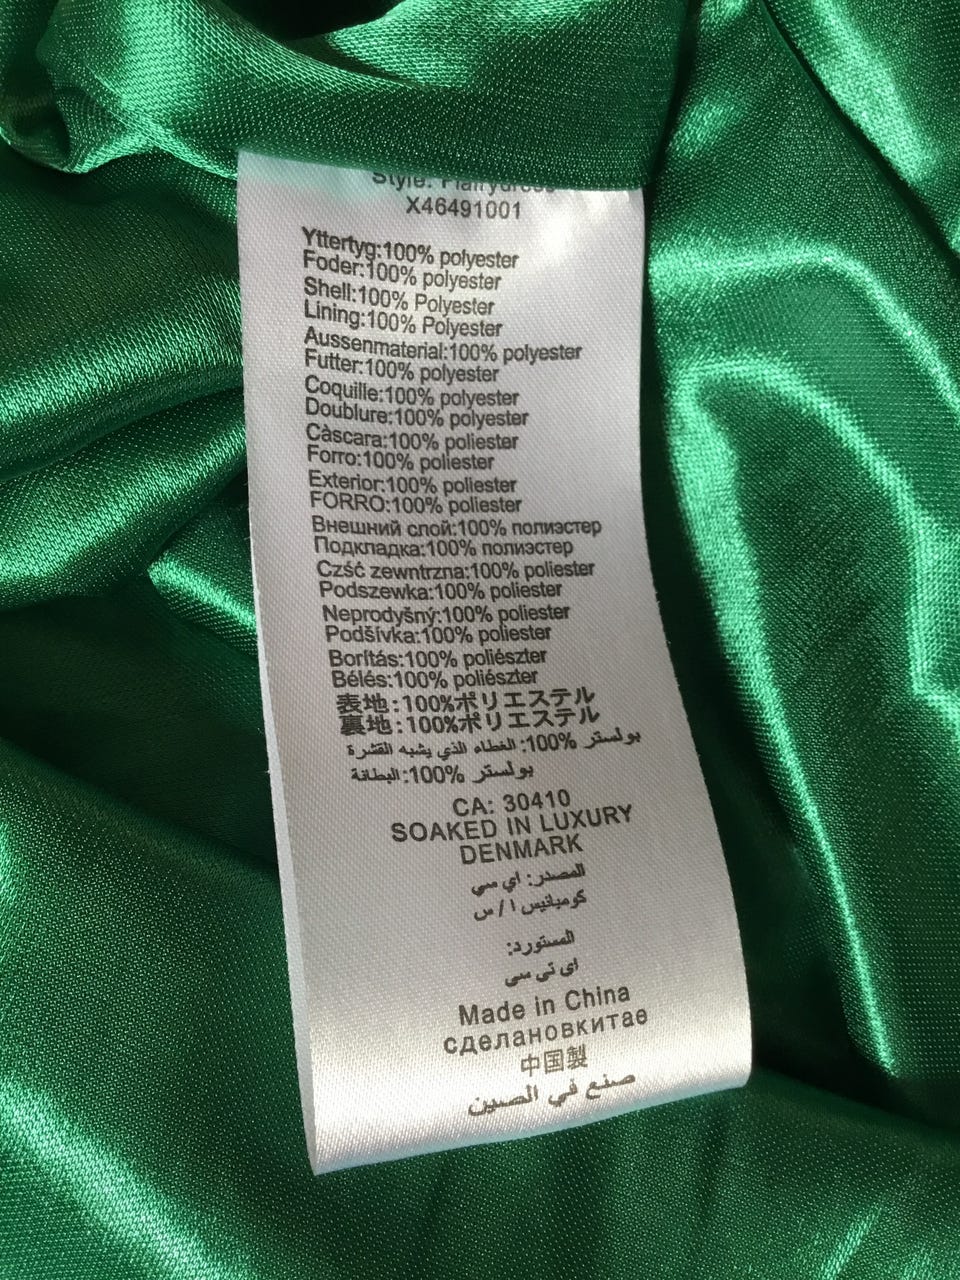 Style:
X46491001
Yttertyg:100% polyester
Foder:100% polyester
Shell:100% Polyester
Lining:100% Polyester
Aussenmaterial:100% polyester
Futter:100% polyester
Coquille:100% polyester
Doublure:100% polyester
Càscara:100% poliester
Forro:100% poliester
Exterior:100% poliester
FORRO:100% poliester
Внешний слой:100% полиэстер
Подкладка:100% полиэстер
Czść zewntrzna:100% poliester
Podszewka:100% poliester
Neprodyšný:100% poliester
Podšívka:100% poliester
Borítás:100% poliészter
Bélés:100% poliészter
表地:100%ポリエステル
裏地:100%ポリエステル
بولستر %100: الغطاء الذي يشبه القشرة
بولستر %100:البطانة
CA: 30410
SOAKED IN LUXURY
DENMARK
المصدر: اي سي
كومبانيس ا / س
المستورد:
اى تى سى
Made in China
сделановкитае
中国製
صنع في الصين